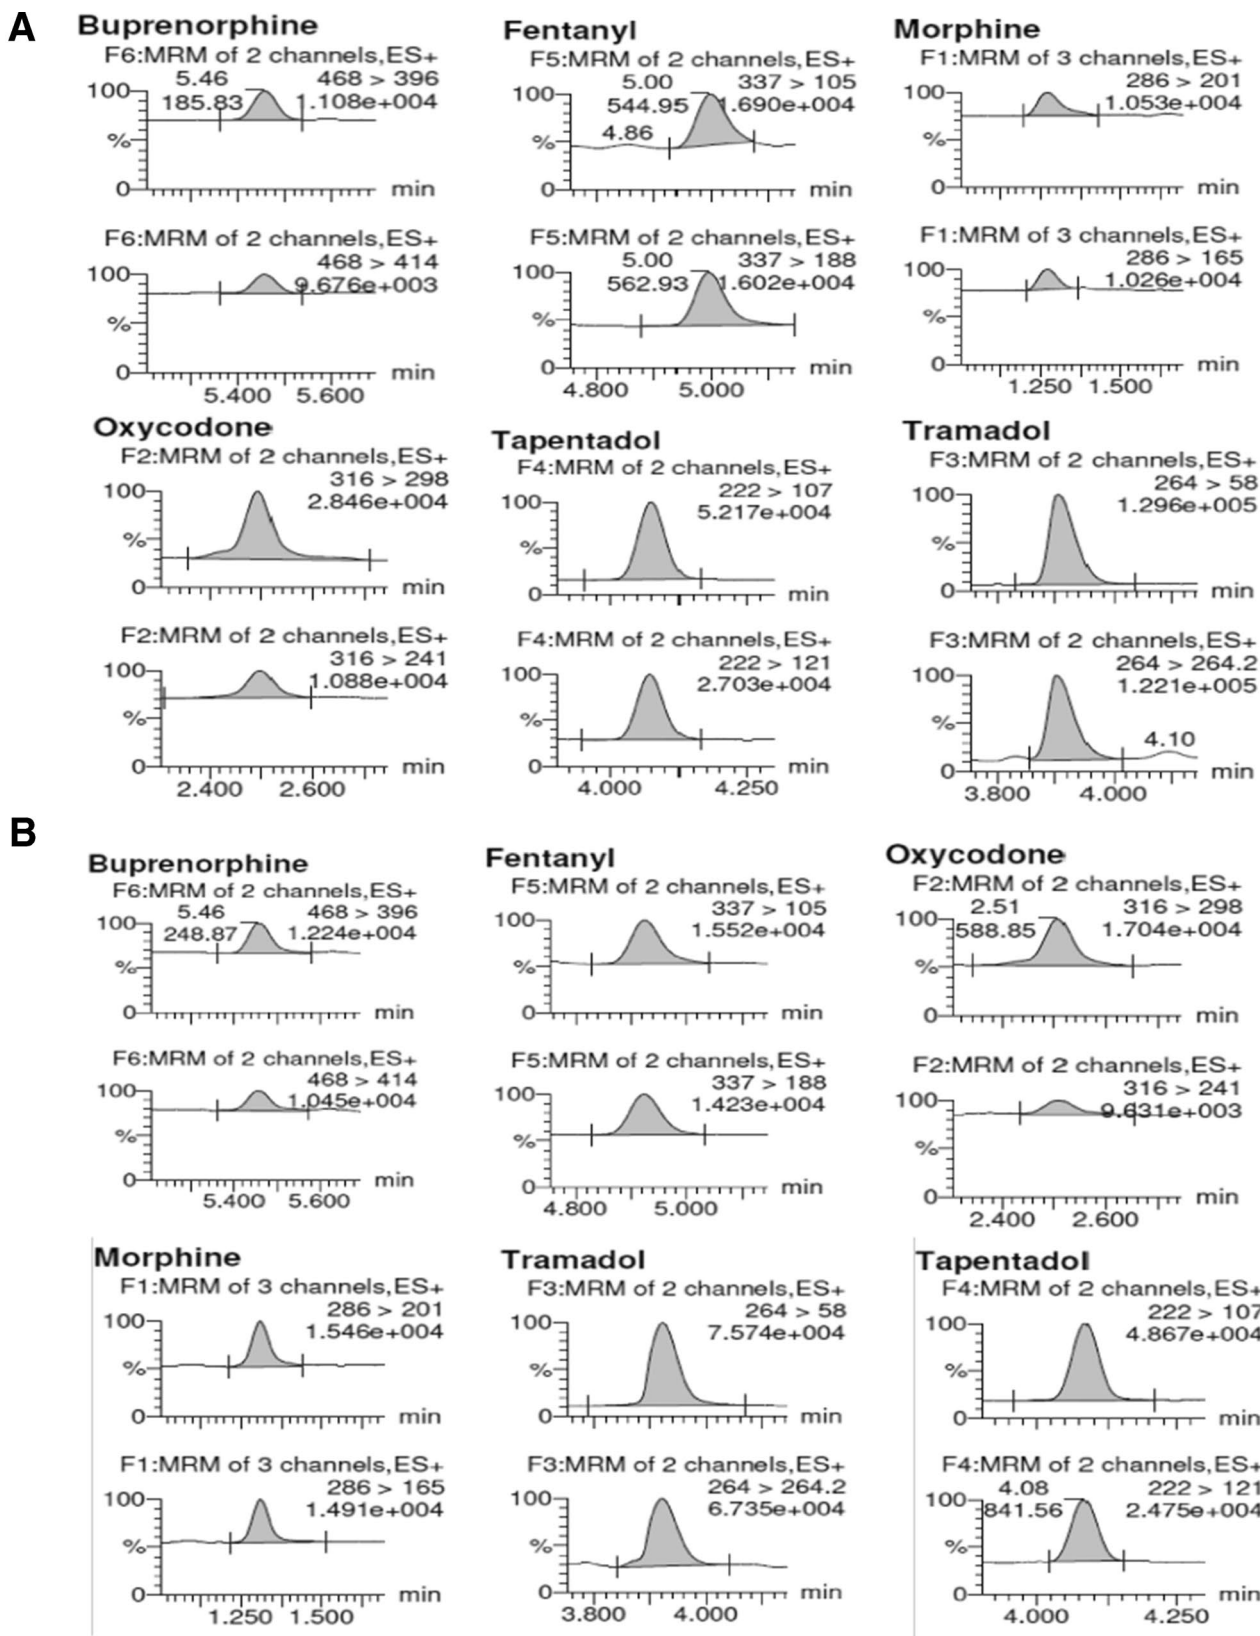 A
Buprenorphine
F6:MRM of 2 channels,ES+
5.46 468 > 396
185.83 1.108e+004
100
%
0
min
F6:MRM of 2 channels,ES+
468 > 414
9.676e+003
100
%
0
min
5.400 5.600
Fentanyl
F5:MRM of 2 channels,ES+
5.00 337 > 105
544.95 1.690e+004
4.86
100
%
0
min
F5:MRM of 2 channels,ES+
5.00 337 > 188
562.93 1.602e+004
100
%
0
min
4.800 5.000
Morphine
F1:MRM of 3 channels,ES+
286 > 201
1.053e+004
100
%
0
min
F1:MRM of 3 channels,ES+
286 > 165
1.026e+004
100
%
0
min
1.250 1.500
Oxycodone
F2:MRM of 2 channels,ES+
316 > 298
2.846e+004
100
%
0
min
F2:MRM of 2 channels,ES+
316 > 241
1.088e+004
100
%
0
min
2.400 2.600
Tapentadol
F4:MRM of 2 channels,ES+
222 > 107
5.217e+004
100
%
0
min
F4:MRM of 2 channels,ES+
222 > 121
2.703e+004
100
%
0
min
4.000 4.250
Tramadol
F3:MRM of 2 channels,ES+
264 > 58
1.296e+005
100
%
0
min
F3:MRM of 2 channels,ES+
264 > 264.2
1.221e+005
4.10
100
%
0
min
3.800 4.000
B
Buprenorphine
F6:MRM of 2 channels,ES+
5.46 468 > 396
248.87 1.224e+004
100
%
0
min
F6:MRM of 2 channels,ES+
468 > 414
1.045e+004
100
%
0
min
5.400 5.600
Fentanyl
F5:MRM of 2 channels,ES+
337 > 105
1.552e+004
100
%
0
min
F5:MRM of 2 channels,ES+
337 > 188
1.423e+004
100
%
0
min
4.800 5.000
Oxycodone
F2:MRM of 2 channels,ES+
2.51 316 > 298
588.85 1.704e+004
100
%
0
min
F2:MRM of 2 channels,ES+
316 > 241
9.631e+003
100
%
0
min
2.400 2.600
Morphine
F1:MRM of 3 channels,ES+
286 > 201
1.546e+004
100
%
0
min
F1:MRM of 3 channels,ES+
286 > 165
1.491e+004
100
%
0
min
1.250 1.500
Tramadol
F3:MRM of 2 channels,ES+
264 > 58
7.574e+004
100
%
0
min
F3:MRM of 2 channels,ES+
264 > 264.2
6.735e+004
100
%
0
min
3.800 4.000
Tapentadol
F4:MRM of 2 channels,ES+
222 > 107
4.867e+004
100
%
0
min
F4:MRM of 2 channels,ES+
4.08 222 > 121
841.56 2.475e+004
100
%
0
min
4.000 4.250